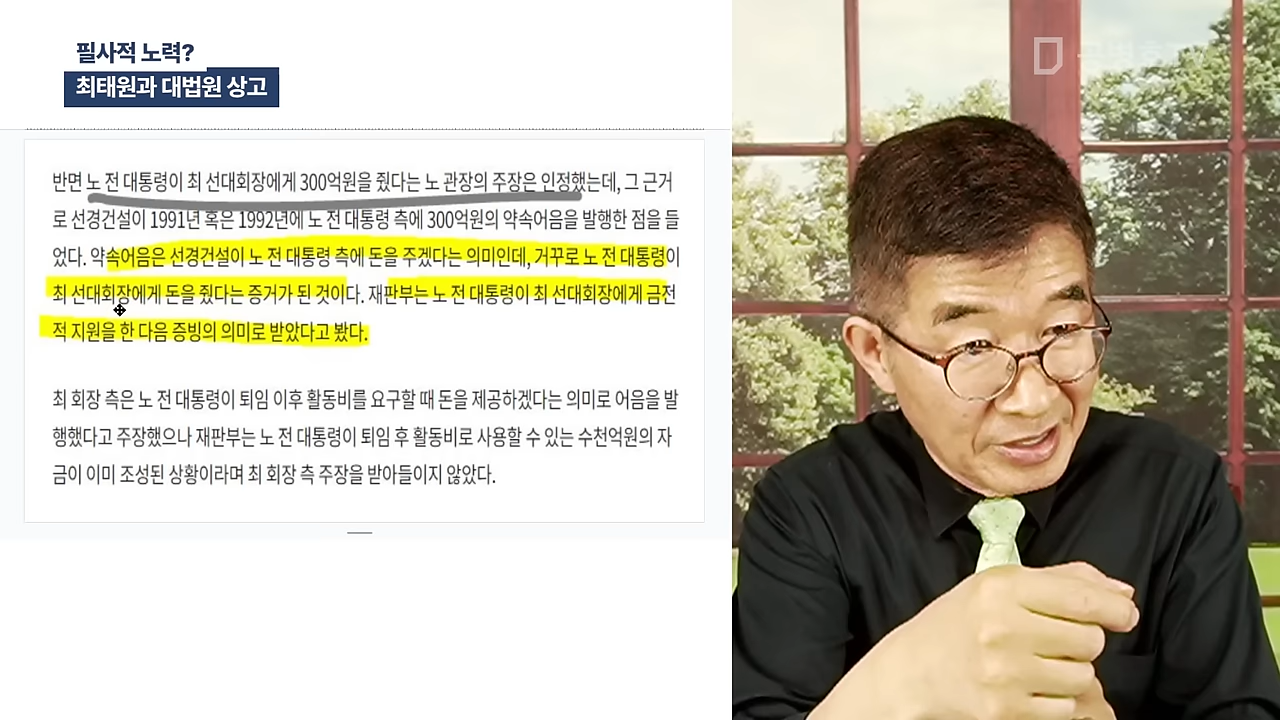 필사적 노력?
최태원과 대법원 상고
반면 노 전 대통령이 최 선대회장에게 300억원을 줬다는 노 관장의 주장은 인정했는데, 그 근거
로 선경건설이 1991년 혹은 1992년에 노 전 대통령 측에 300억원의 약속어음을 발행한 점을 들
었다. 약속어음은 선경건설이 노 전 대통령 측에 돈을 주겠다는 의미인데, 거꾸로 노 전 대통령이
최 선대회장에게 돈을 줬다는 증거가 된 것이다. 재판부는 노 전 대통령이 최 선대회장에게 금전
적 지원을 한 다음 증빙의 의미로 받았다고 봤다.
최 회장 측은 노 전 대통령이 퇴임 이후 활동비를 요구할 때 돈을 제공하겠다는 의미로 어음을 발
행했다고 주장했으나 재판부는 노 전 대통령이 퇴임 후 활동비로 사용할 수 있는 수천억원의 자
금이 이미 조성된 상황이라며 최 회장 측 주장을 받아들이지 않았다.